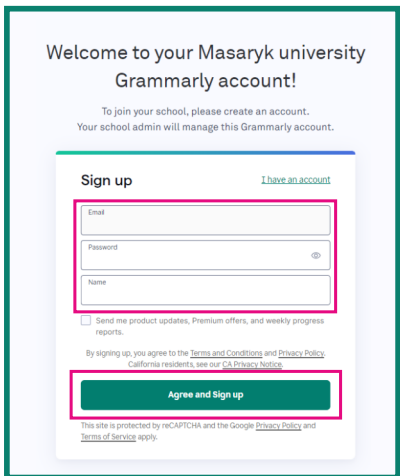 Welcome to your Masaryk university
Grammarly account!
To join your school, please create an account.
Your school admin will manage this Grammarly account.
Sign up
I have an account
Email
Password
Name
Send me product updates, Premium offers, and weekly progress
reports.
By signing up, you agree to the Terms and Conditions and Privacy Policy.
California residents, see our CA Privacy Notice.
Agree and Sign up
This site is protected by reCAPTCHA and the Google Privacy Policy and
Terms of Service apply.